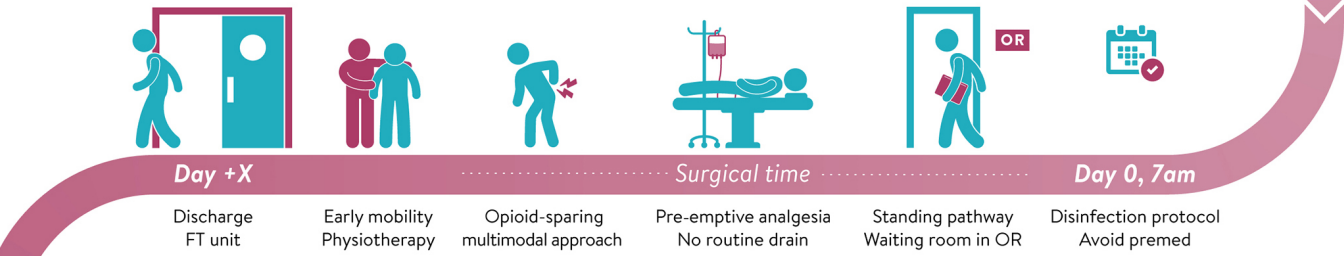 OR
Day +X
Surgical time
Day 0, 7am
Discharge
FT unit
Early mobility
Physiotherapy
Opioid-sparing
multimodal approach
Pre-emptive analgesia
No routine drain
Standing pathway
Waiting room in OR
Disinfection protocol
Avoid premed